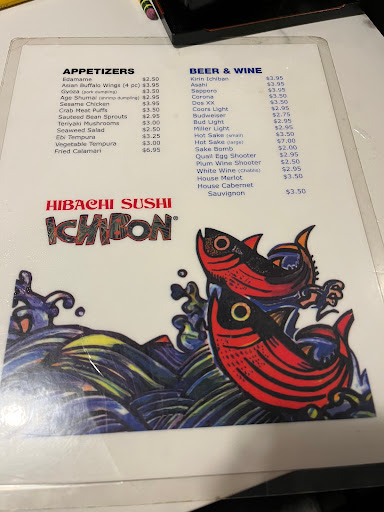 APPETIZERS
Edamame $2.50
Asian Buffalo Wings (4 pc) $3.95
Gyoza (pork dumpling) $3.50
Age Shumai (shrimp dumpling) $2.95
Sesame Chicken $3.95
Crab Meat Puffs $3.50
Sauteed Bean Sprouts $2.95
Teriyaki Mushrooms $3.00
Seaweed Salad $2.50
Ebi Tempura $3.25
Vegetable Tempura $3.00
Fried Calamari $6.95
BEER & WINE
Kirin Ichiban $3.95
Asahi $3.95
Sapporo $3.95
Corona $3.50
Dos XX $3.50
Coors Light $2.95
Budweiser $2.75
Bud Light $2.95
Miller Light $2.95
Hot Sake (small) $3.50
Hot Sake (large) $7.00
Sake Bomb $2.00
Quail Egg Shooter $2.95
Plum Wine Shooter $2.50
White Wine (Chablis) $2.95
House Merlot $3.50
House Cabernet
Sauvignon $3.50
HIBACHI SUSHI
ICHIBON®